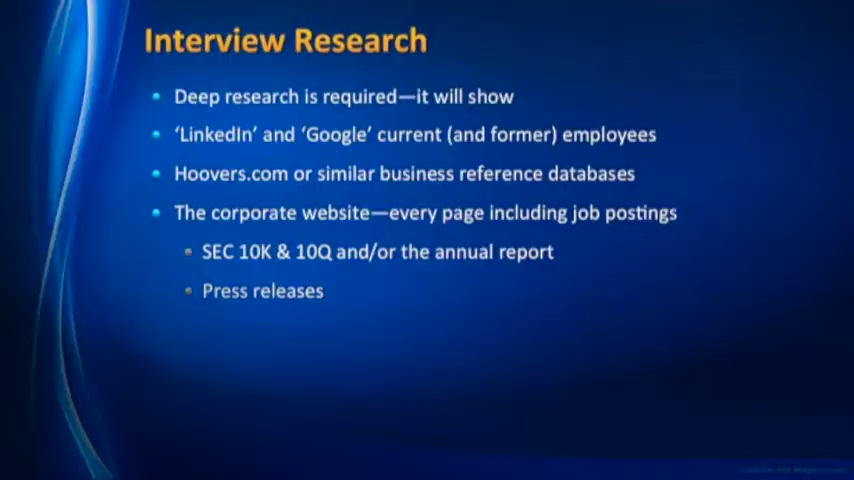 Interview Research
• Deep research is required—it will show
• ‘LinkedIn’ and ‘Google’ current (and former) employees
• Hoovers.com or similar business reference databases
• The corporate website—every page including job postings
• SEC 10K & 10Q and/or the annual report
• Press releases